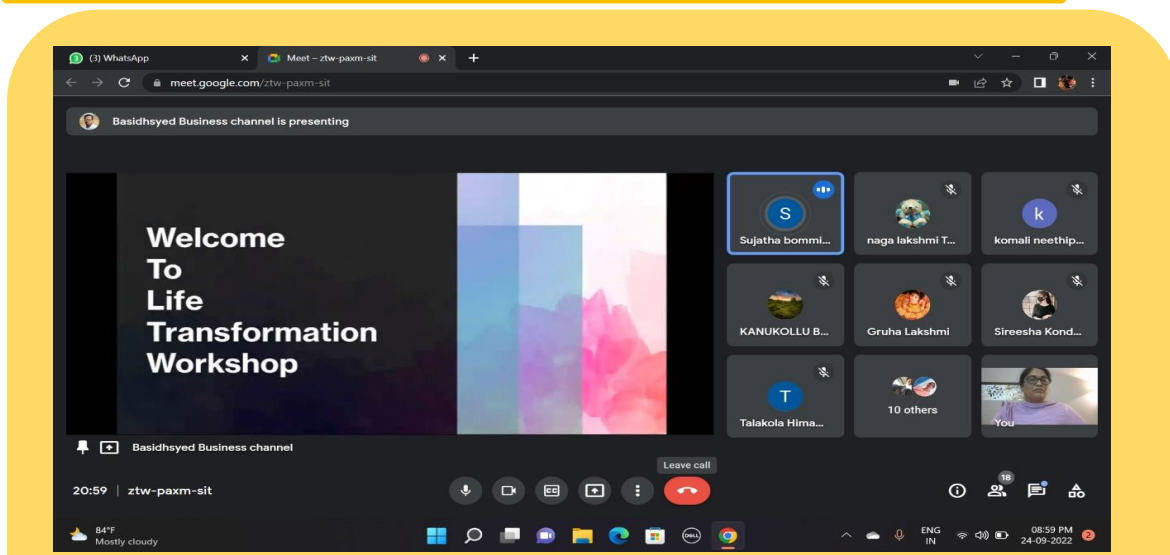 (3) WhatsApp
Meet – ztw-paxm-sit
meet.google.com/ztw-paxm-sit
Basidhsyed Business channel is presenting
Welcome
To
Life
Transformation
Workshop
S
Sujatha bommi...
naga lakshmi T...
k
komali neethip...
KANUKOLLU B...
Gruha Lakshmi
Sireesha Kond...
T
Talakola Hima...
10 others
You
Basidhsyed Business channel
Leave call
20:59 | ztw-paxm-sit
CC
18
84°F
Mostly cloudy
DELL
ENG
IN
08:59 PM
24-09-2022
2